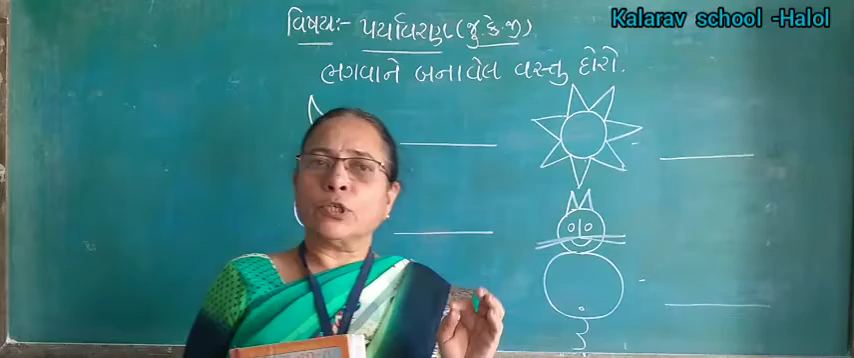 Kalarav school -Halol
વિષય:- પર્યાવરણ (જુ.કે.જી)
ભગવાને બનાવેલ વસ્તુ દોરો.